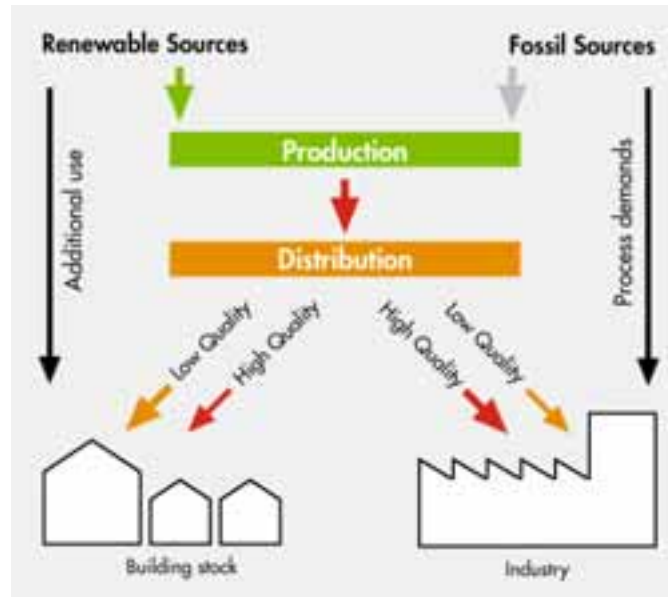 Renewable Sources
Fossil Sources
Production
Additional use
Process demands
Distribution
Low Quality
High Quality
High Quality
Low Quality
Building stock
Industry